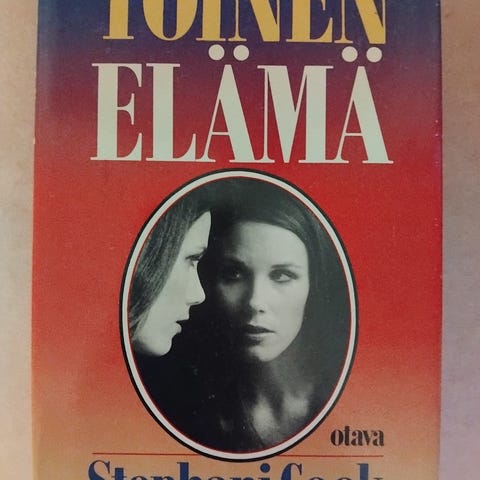 TOINEN
ELÄMÄ
otava
Stephani Cook